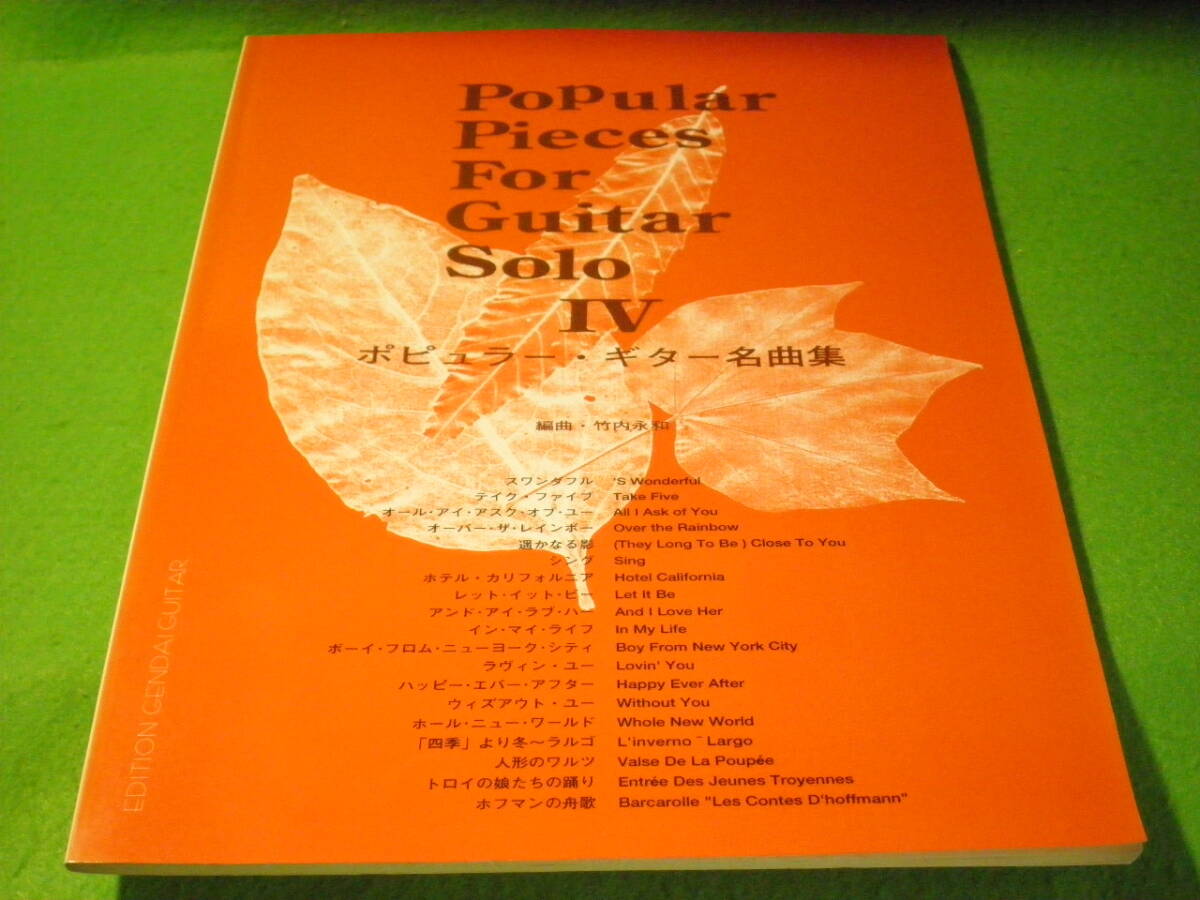 Popular
Pieces
For
Guitar
Solo
IV
ポピュラー・ギター名曲集
編曲・竹内永和
スワンダフル 'S Wonderful
テイク・ファイブ Take Five
オール・アイ・アスク・オブ・ユー All I Ask of You
オーバー・ザ・レインボー Over the Rainbow
遥かなる影 (They Long To Be ) Close To You
シング Sing
ホテル・カリフォルニア Hotel California
レット・イット・ビー Let It Be
アンド・アイ・ラブ・ハー And I Love Her
イン・マイ・ライフ In My Life
ボーイ・フロム・ニューヨーク・シティ Boy From New York City
ラヴィン・ユー Lovin' You
ハッピー・エバー・アフター Happy Ever After
ウィズアウト・ユー Without You
ホール・ニュー・ワールド Whole New World
「四季」より冬〜ラルゴ L'inverno ~ Largo
人形のワルツ Valse De La Poupée
トロイの娘たちの踊り Entrée Des Jeunes Troyennes
ホフマンの舟歌 Barcarolle "Les Contes D'hoffmann"
EDITION GENDAI GUITAR